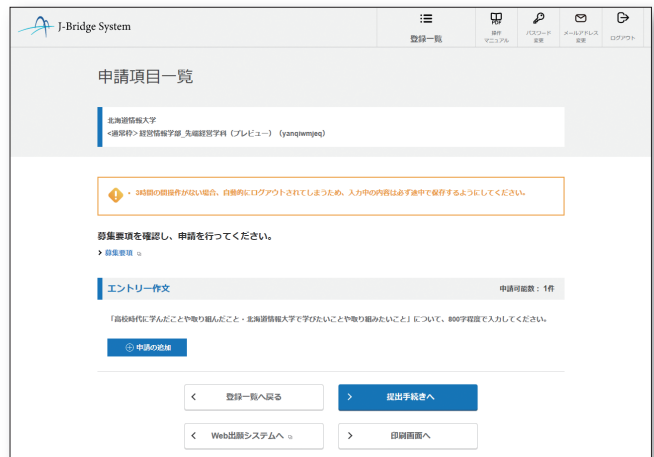 J-Bridge System
登録一覧
PDF
操作
マニュアル
パスワード
変更
メールアドレス
変更
ログアウト
申請項目一覧
北海道情報大学
<通常枠> 経営情報学部_先端経営学科（プレビュー）（yanqiwmjeq）
・ 3時間の間操作がない場合、自動的にログアウトされてしまうため、入力中の内容は必ず途中で保存するようにしてください。
募集要項を確認し、申請を行ってください。
> 募集要項
エントリー作文
申請可能数： 1件
「高校時代に学んだことや取り組んだこと・北海道情報大学で学びたいことや取り組みたいこと」について、800字程度で入力してください。
申請の追加
登録一覧へ戻る
提出手続きへ
Web出願システムへ
印刷画面へ